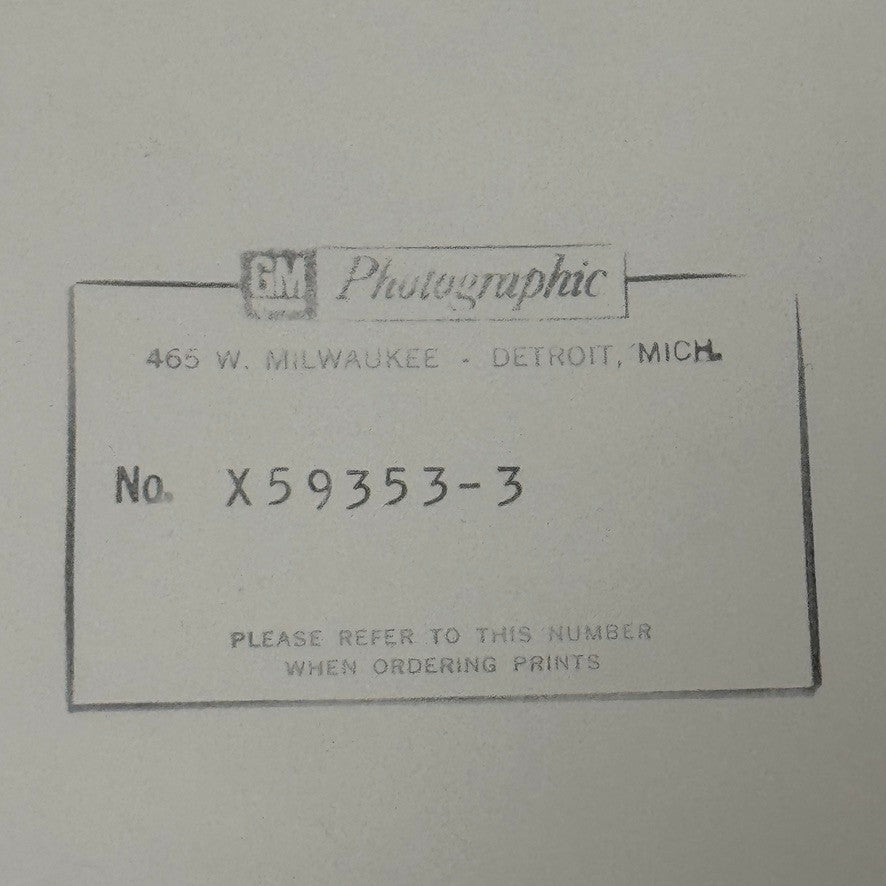 GM Photographic
465 W. MILWAUKEE - DETROIT, MICH.
No. X59353-3
PLEASE REFER TO THIS NUMBER
WHEN ORDERING PRINTS